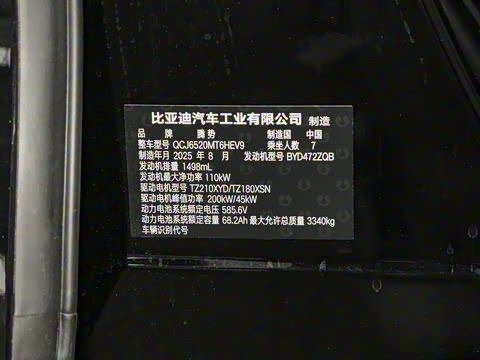 比亚迪汽车工业有限公司 制造
品 牌 腾势 制造国 中国
整车型号 QCJ6520MT6HEV9 乘坐人数 7
制造年月 2025 年 8 月 发动机型号 BYD472ZQB
发动机排量 1498mL
发动机最大净功率 110kW
驱动电机型号 TZ210XYD/TZ180XSN
驱动电机峰值功率 200kW/45kW
动力电池系统额定电压 585.6V
动力电池系统额定容量 68.2Ah 最大允许总质量 3340kg
车辆识别代号